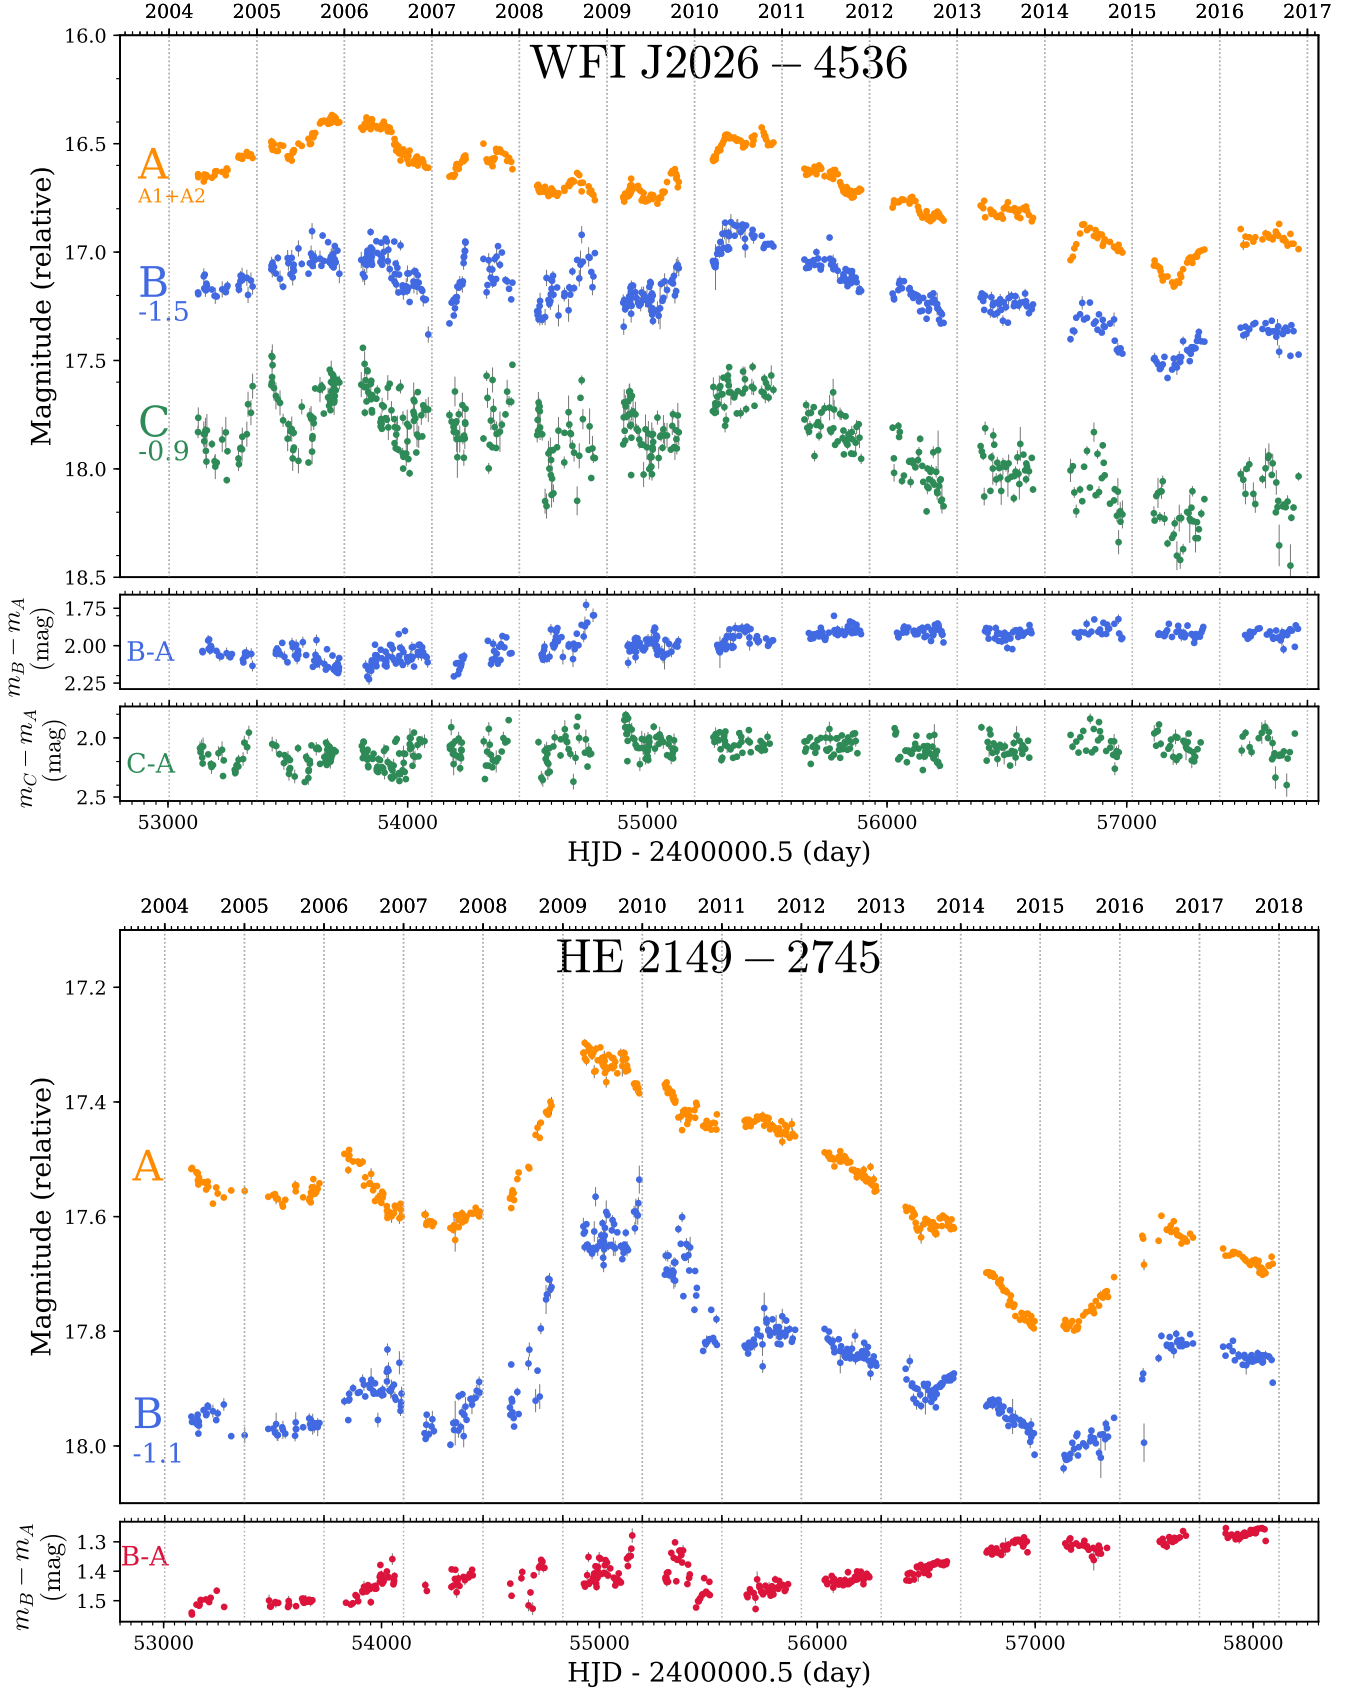 2004 2005 2006 2007 2008 2009 2010 2011 2012 2013 2014 2015 2016 2017
WFI J2026 − 4536
16.0
16.5
17.0
17.5
18.0
18.5
Magnitude (relative)
A
A1+A2
B
-1.5
C
-0.9
1.75
2.00
2.25
m_B − m_A
(mag)
B-A
2.0
2.5
m_C − m_A
(mag)
C-A
53000 54000 55000 56000 57000
HJD - 2400000.5 (day)
2004 2005 2006 2007 2008 2009 2010 2011 2012 2013 2014 2015 2016 2017 2018
HE 2149 − 2745
17.2
17.4
17.6
17.8
18.0
Magnitude (relative)
A
B
-1.1
1.3
1.4
1.5
m_B − m_A
(mag)
B-A
53000 54000 55000 56000 57000 58000
HJD - 2400000.5 (day)